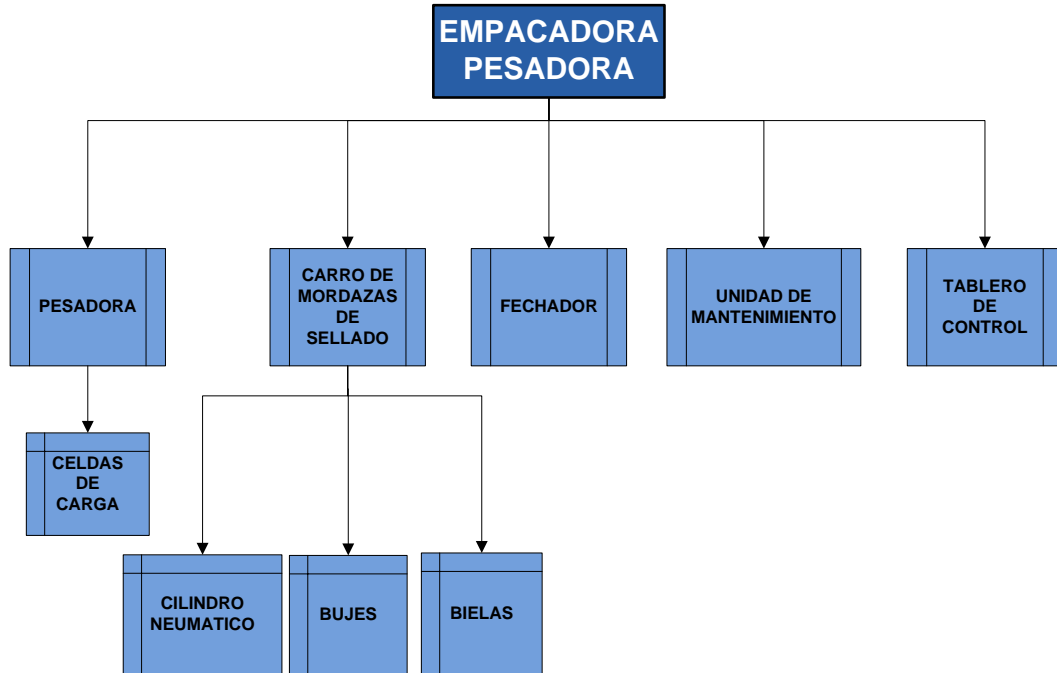 EMPACADORA
PESADORA
PESADORA
CARRO DE
MORDAZAS
DE
SELLADO
FECHADOR
UNIDAD DE
MANTENIMIENTO
TABLERO
DE
CONTROL
CELDAS
DE
CARGA
CILINDRO
NEUMATICO
BUJES
BIELAS